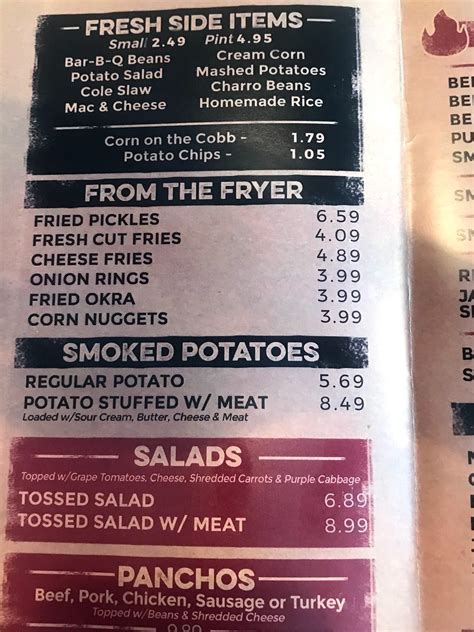 FRESH SIDE ITEMS
Small 2.49 Pint 4.95
Bar-B-Q Beans Cream Corn
Potato Salad Mashed Potatoes
Cole Slaw Charro Beans
Mac & Cheese Homemade Rice
Corn on the Cobb - 1.79
Potato Chips - 1.05
FROM THE FRYER
FRIED PICKLES 6.59
FRESH CUT FRIES 4.09
CHEESE FRIES 4.89
ONION RINGS 3.99
FRIED OKRA 3.99
CORN NUGGETS 3.99
SMOKED POTATOES
REGULAR POTATO 5.69
POTATO STUFFED W/ MEAT 8.49
Loaded w/Sour Cream, Butter, Cheese & Meat
SALADS
Topped w/Grape Tomatoes, Cheese, Shredded Carrots & Purple Cabbage
TOSSED SALAD 6.89
TOSSED SALAD W/ MEAT 8.99
PANCHOS
Beef, Pork, Chicken, Sausage or Turkey
Topped w/Beans & Shredded Cheese